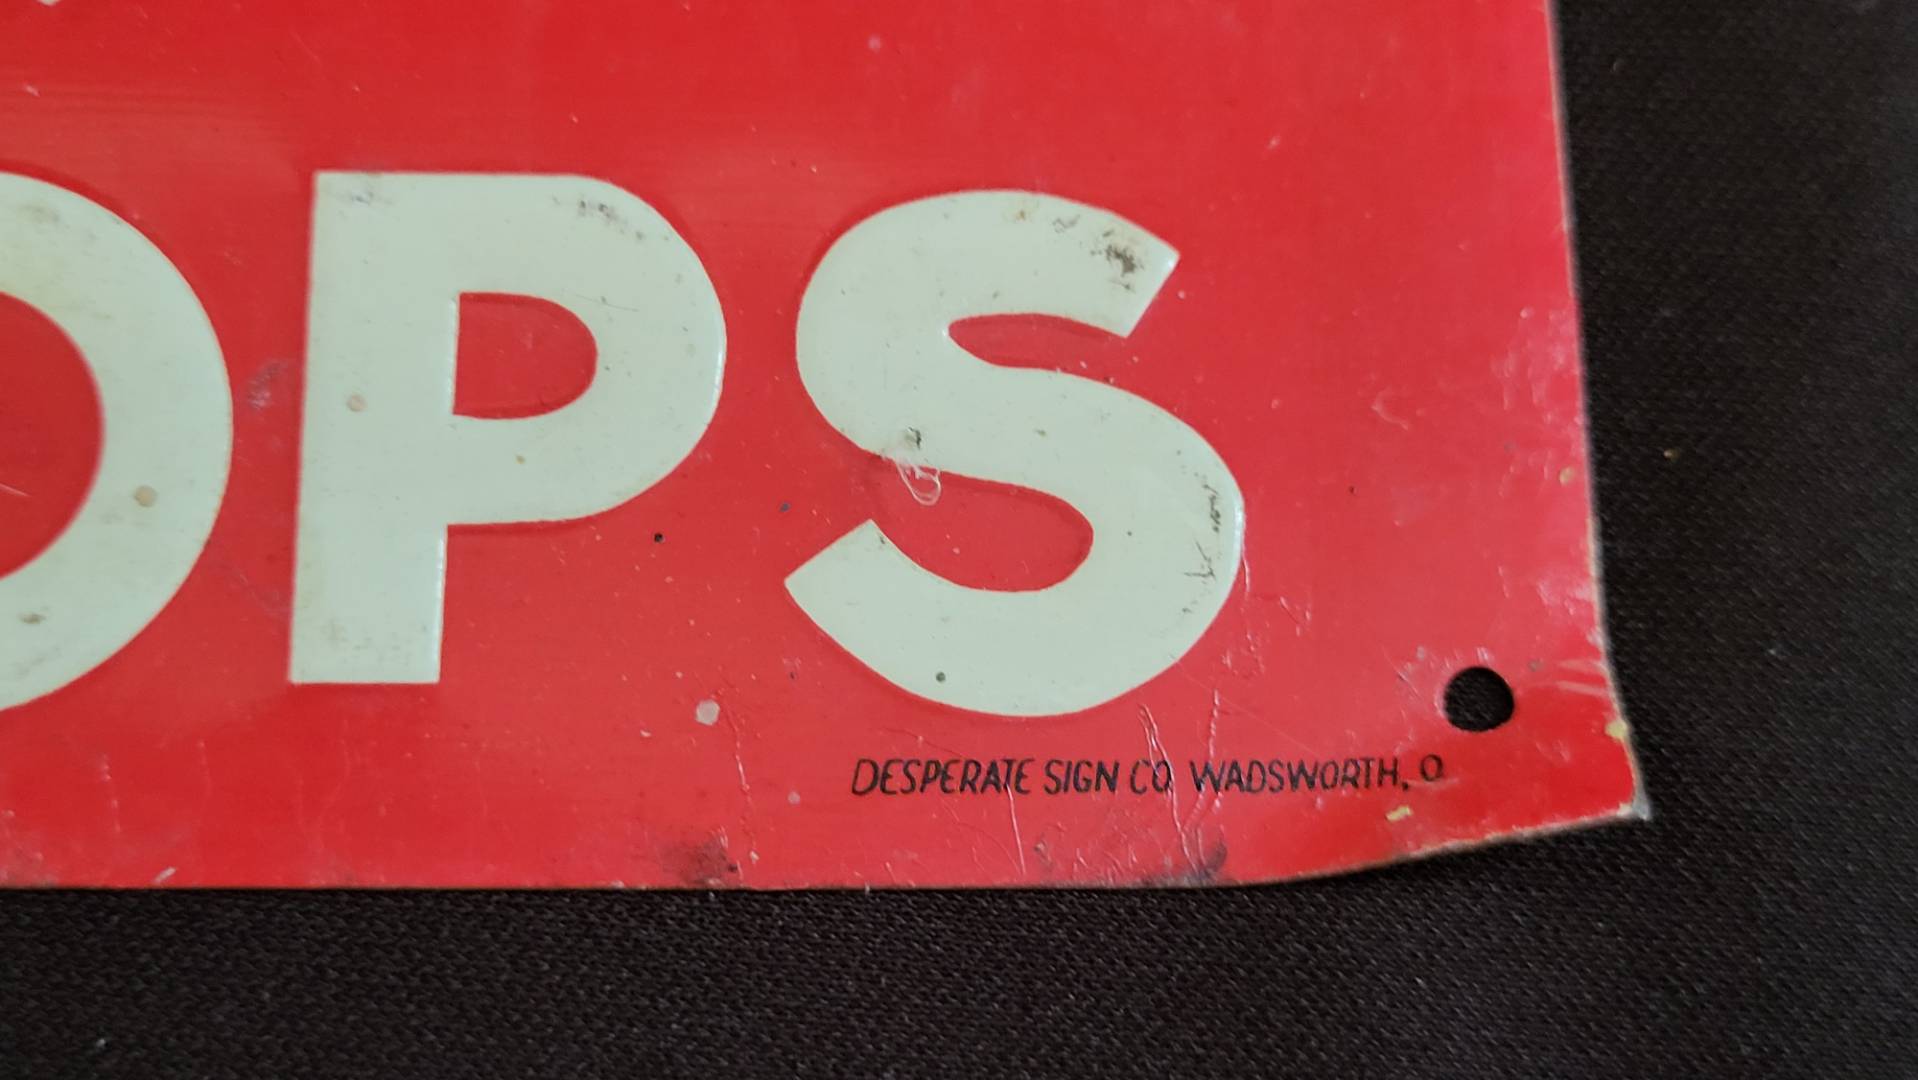 OPS
DESPERATE SIGN CO WADSWORTH, O.